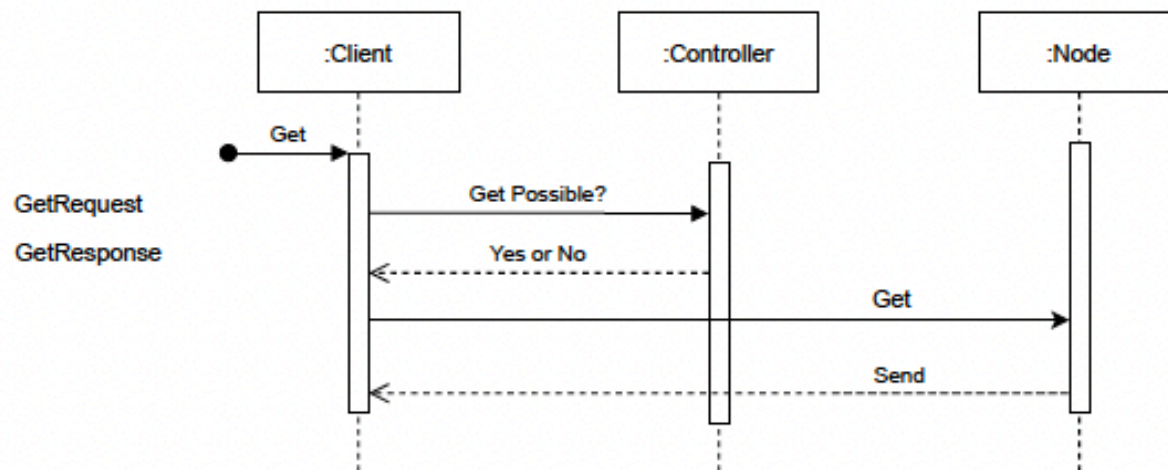 :Client
:Controller
:Node
Get
GetRequest
Get Possible?
GetResponse
Yes or No
Get
Send